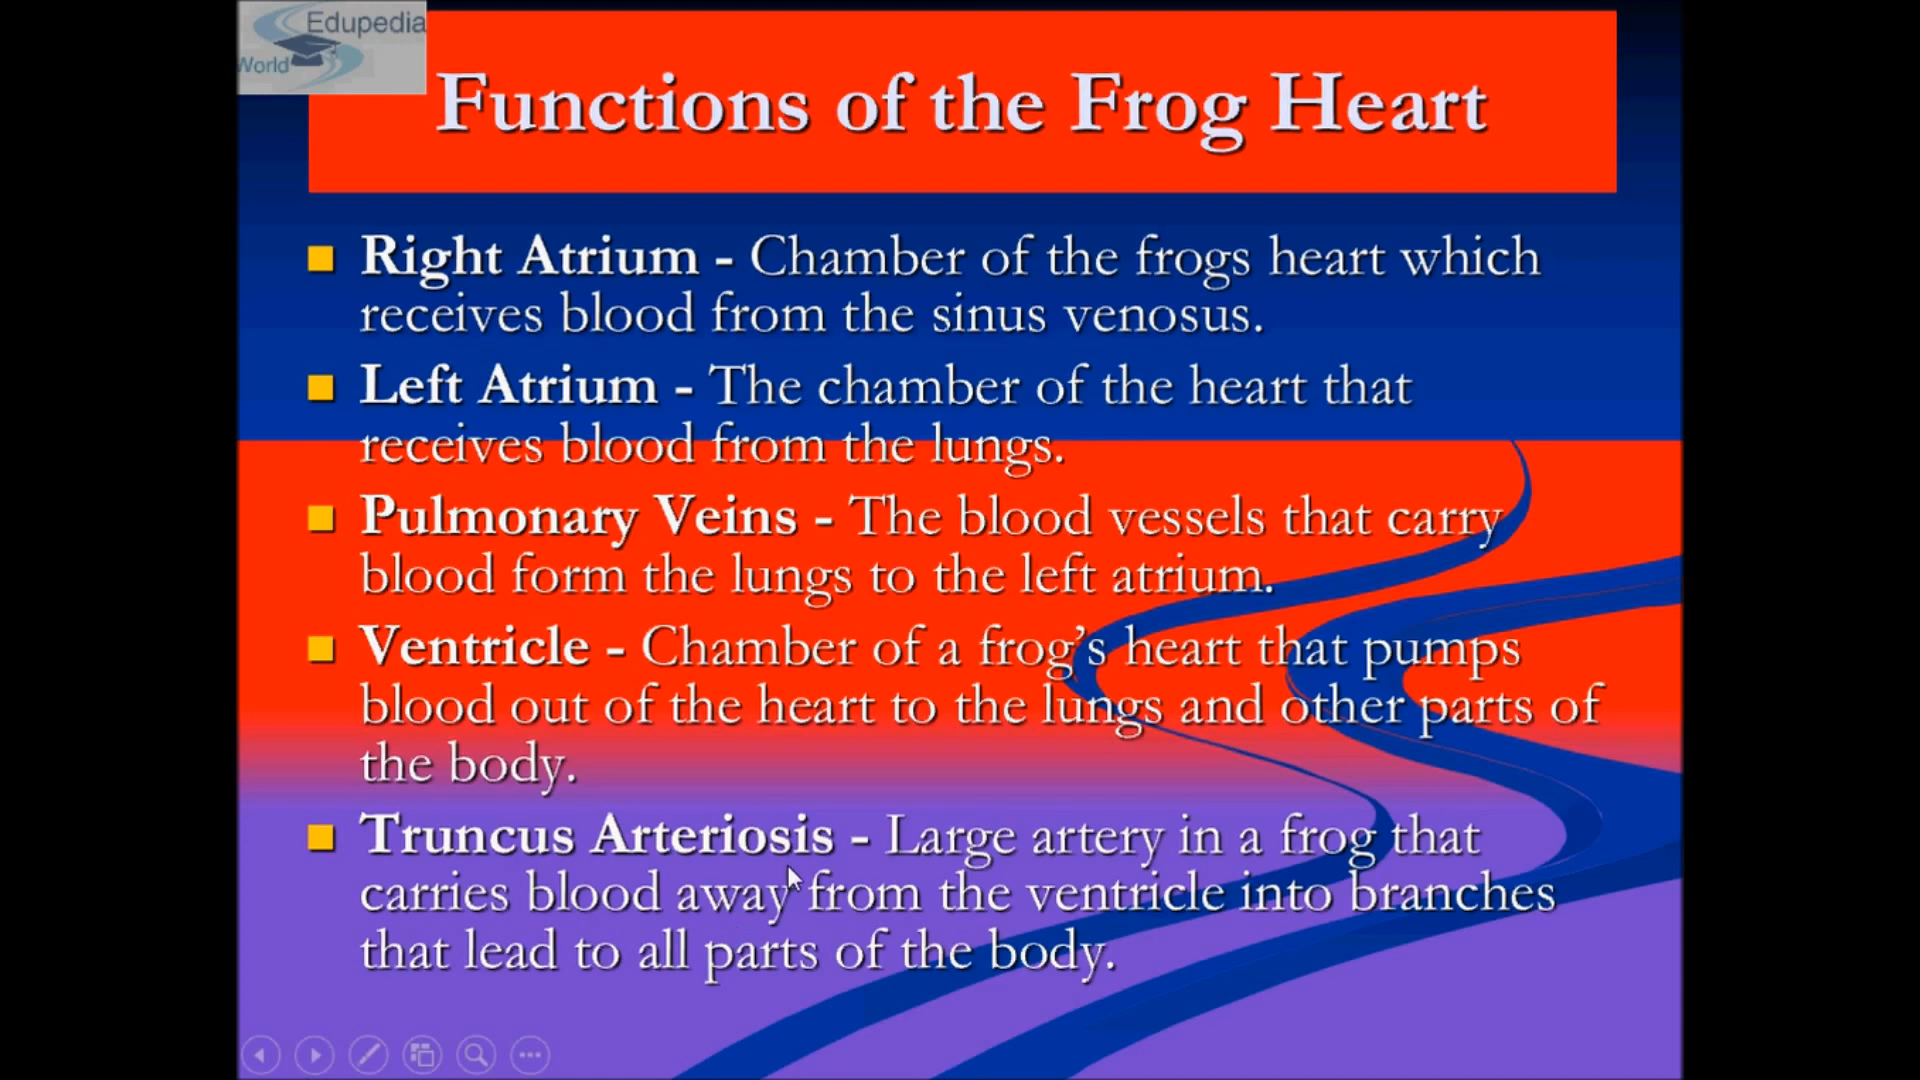 Edupedia
World
Functions of the Frog Heart
Right Atrium - Chamber of the frogs heart which
receives blood from the sinus venosus.
Left Atrium - The chamber of the heart that
receives blood from the lungs.
Pulmonary Veins - The blood vessels that carry
blood form the lungs to the left atrium.
Ventricle - Chamber of a frog’s heart that pumps
blood out of the heart to the lungs and other parts of
the body.
Truncus Arteriosis - Large artery in a frog that
carries blood away from the ventricle into branches
that lead to all parts of the body.